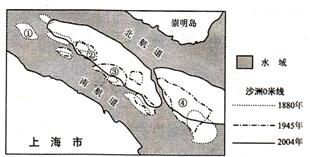 崇明岛
北航道
南航道
上海市
①
②
③
④
水域
沙洲0米线
1880年
1945年
2004年